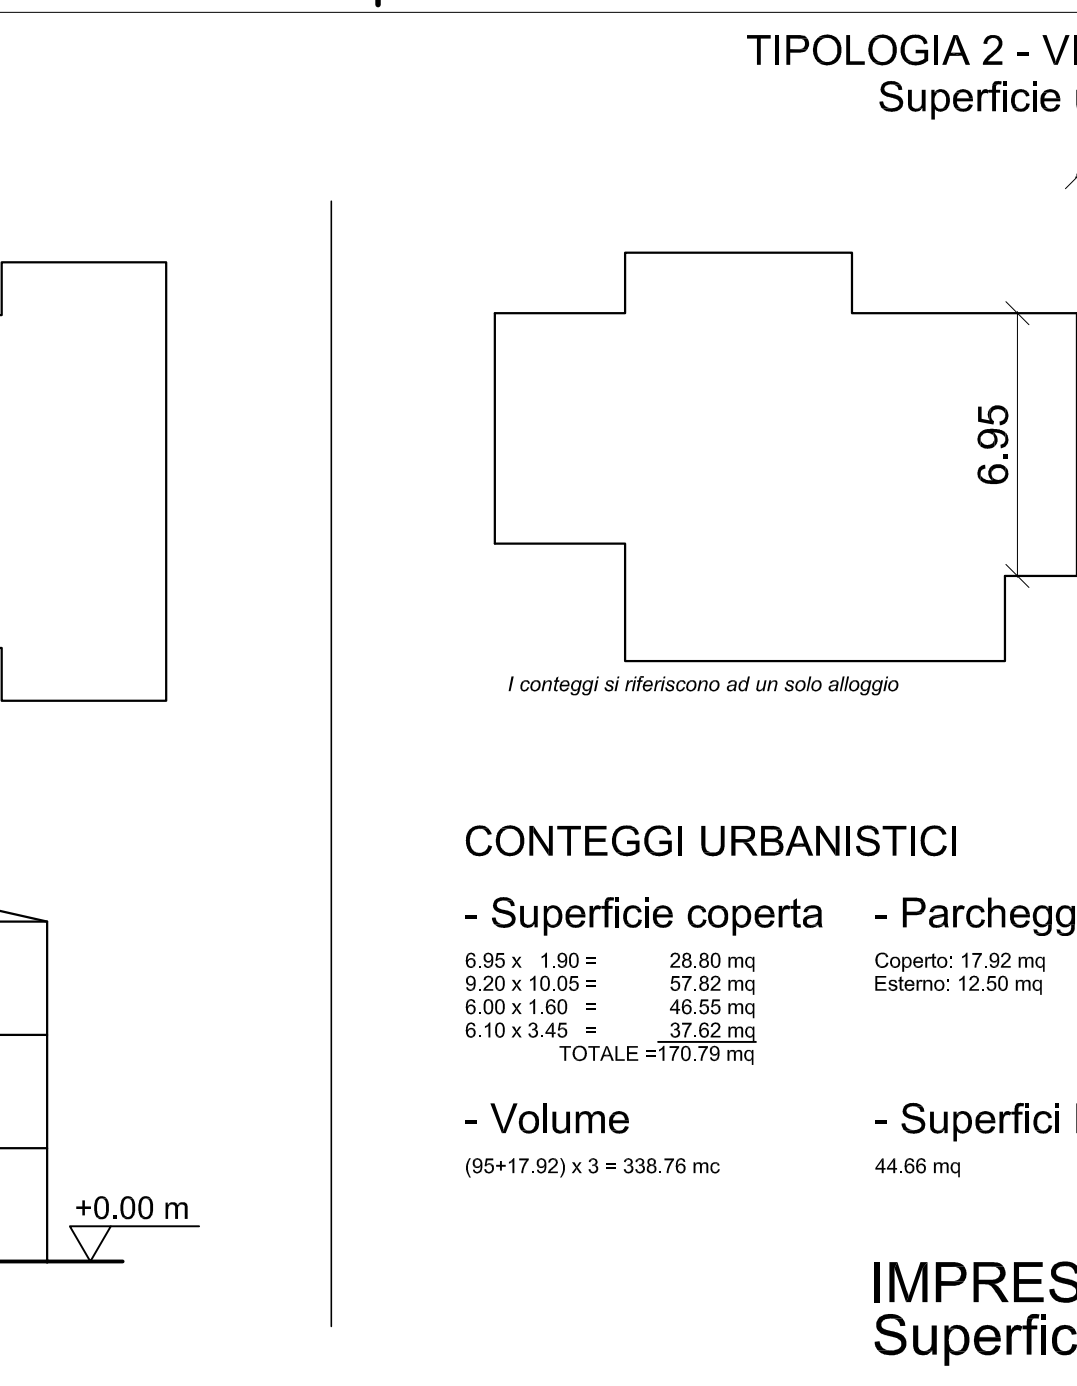 TIPOLOGIA 2 - VI
Superficie
6.95
I conteggi si riferiscono ad un solo alloggio
CONTEGGI URBANISTICI
- Superficie coperta
6.95 x 1.90 = 28.80 mq
9.20 x 10.05 = 57.82 mq
6.00 x 1.60 = 46.55 mq
6.10 x 3.45 = 37.62 mq
TOTALE =170.79 mq
- Parchegg
Coperto: 17.92 mq
Esterno: 12.50 mq
- Volume
(95+17.92) x 3 = 338.76 mc
- Superfici
44.66 mq
+0.00 m
IMPRES
Superfic